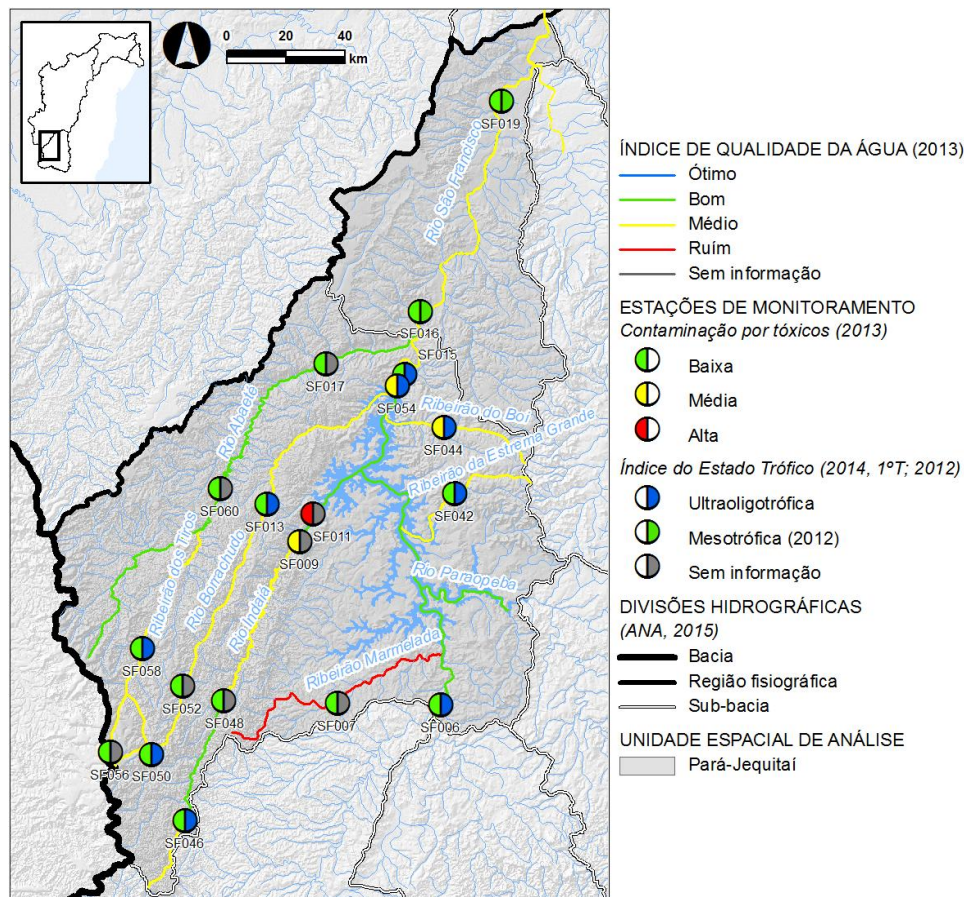 0 20 40
km
SF019
Rio São Francisco
SF016
SF015
SF017
SF054
Ribeirão do Boi
Rio Abaeté
SF044
Ribeirão da Extrema Grande
SF060
SF013
SF042
SF011
SF009
Ribeirão dos Tiros
Rio Borrachudo
Rio Indaiá
Rio Paraopeba
SF058
Ribeirão Marmelada
SF052
SF048
SF007
SF006
SF056
SF050
SF046
ÍNDICE DE QUALIDADE DA ÁGUA (2013)
Ótimo
Bom
Médio
Ruím
Sem informação
ESTAÇÕES DE MONITORAMENTO
Contaminação por tóxicos (2013)
Baixa
Média
Alta
Índice do Estado Trófico (2014, 1ºT; 2012)
Ultraoligotrófica
Mesotrófica (2012)
Sem informação
DIVISÕES HIDROGRÁFICAS
(ANA, 2015)
Bacia
Região fisiográfica
Sub-bacia
UNIDADE ESPACIAL DE ANÁLISE
Pará-Jequitaí